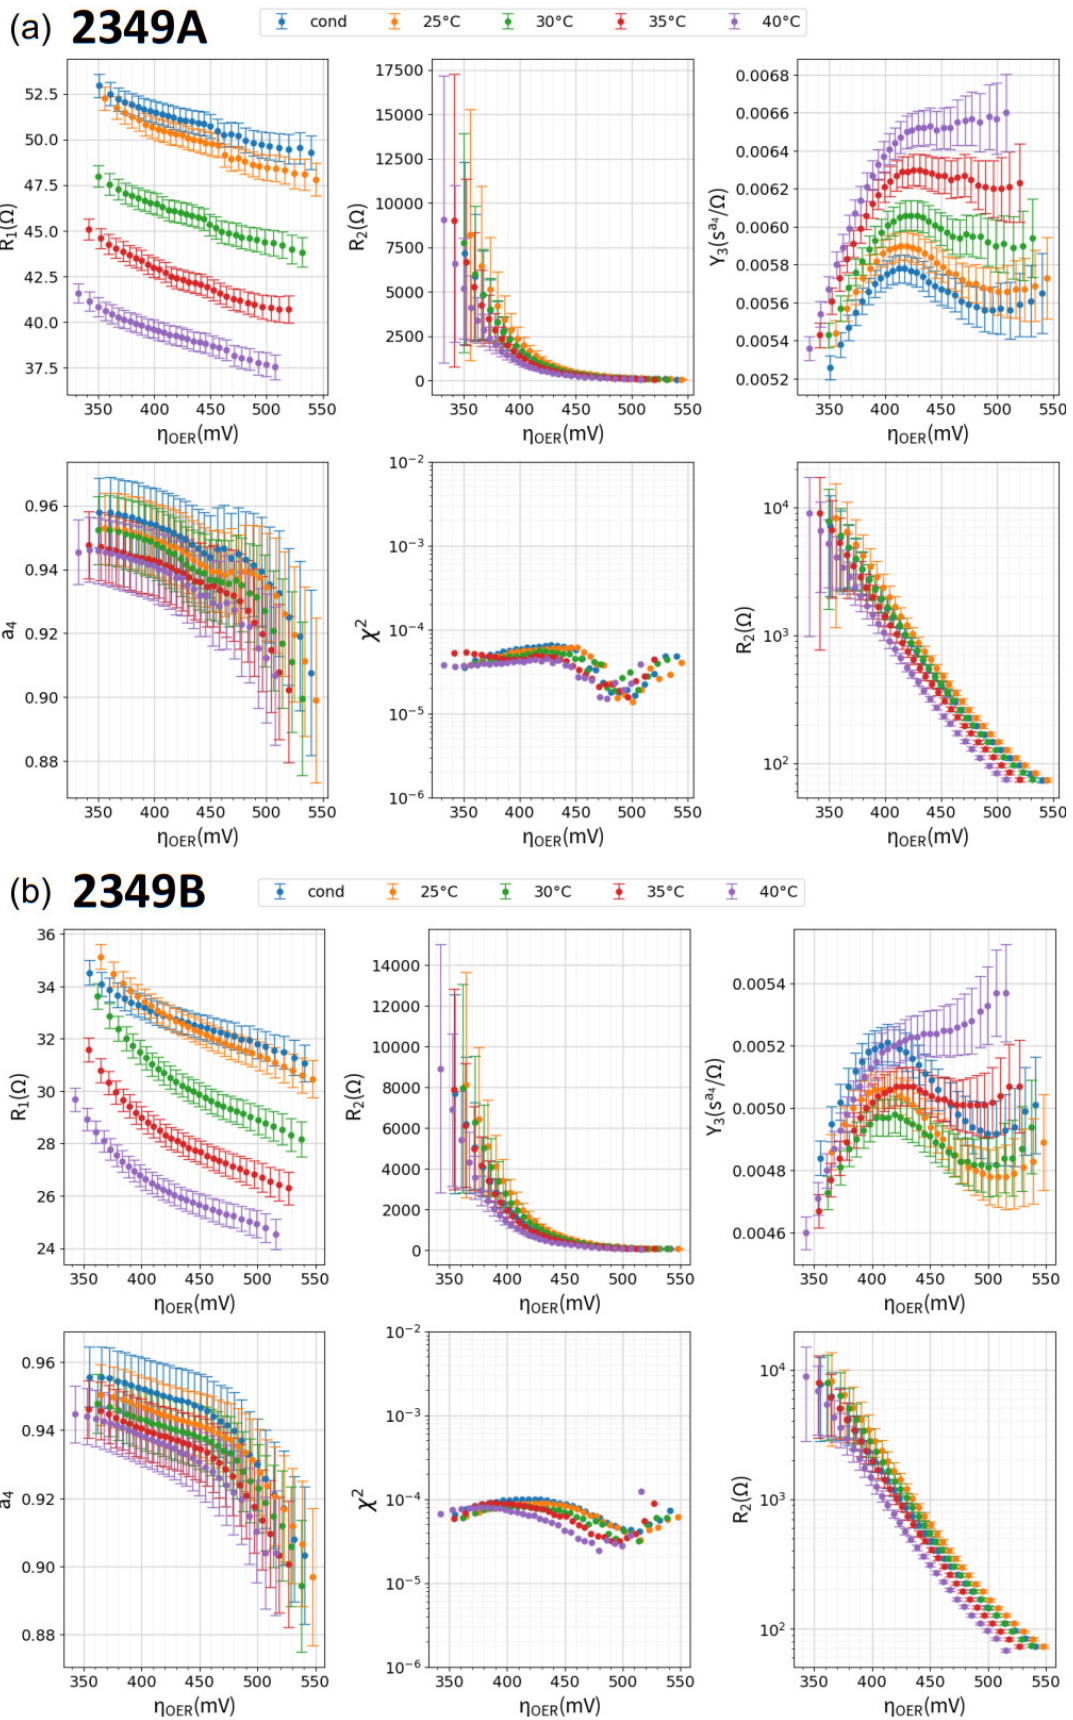 (a) 2349A
cond 25°C 30°C 35°C 40°C
R₁(Ω)
52.5
50.0
47.5
45.0
42.5
40.0
37.5
350 400 450 500 550
ηOER(mV)
R₂(Ω)
17500
15000
12500
10000
7500
5000
2500
0
350 400 450 500 550
ηOER(mV)
Y₃(sᵃ⁴/Ω)
0.0068
0.0066
0.0064
0.0062
0.0060
0.0058
0.0056
0.0054
0.0052
350 400 450 500 550
ηOER(mV)
a₄
0.96
0.94
0.92
0.90
0.88
350 400 450 500 550
ηOER(mV)
χ²
10⁻²
10⁻³
10⁻⁴
10⁻⁵
10⁻⁶
350 400 450 500 550
ηOER(mV)
R₂(Ω)
10⁴
10³
10²
350 400 450 500 550
ηOER(mV)
(b) 2349B
cond 25°C 30°C 35°C 40°C
R₁(Ω)
36
34
32
30
28
26
24
350 400 450 500 550
ηOER(mV)
R₂(Ω)
14000
12000
10000
8000
6000
4000
2000
0
350 400 450 500 550
ηOER(mV)
Y₃(sᵃ⁴/Ω)
0.0054
0.0052
0.0050
0.0048
0.0046
350 400 450 500 550
ηOER(mV)
a₄
0.96
0.94
0.92
0.90
0.88
350 400 450 500 550
ηOER(mV)
χ²
10⁻²
10⁻³
10⁻⁴
10⁻⁵
10⁻⁶
350 400 450 500 550
ηOER(mV)
R₂(Ω)
10⁴
10³
10²
350 400 450 500 550
ηOER(mV)